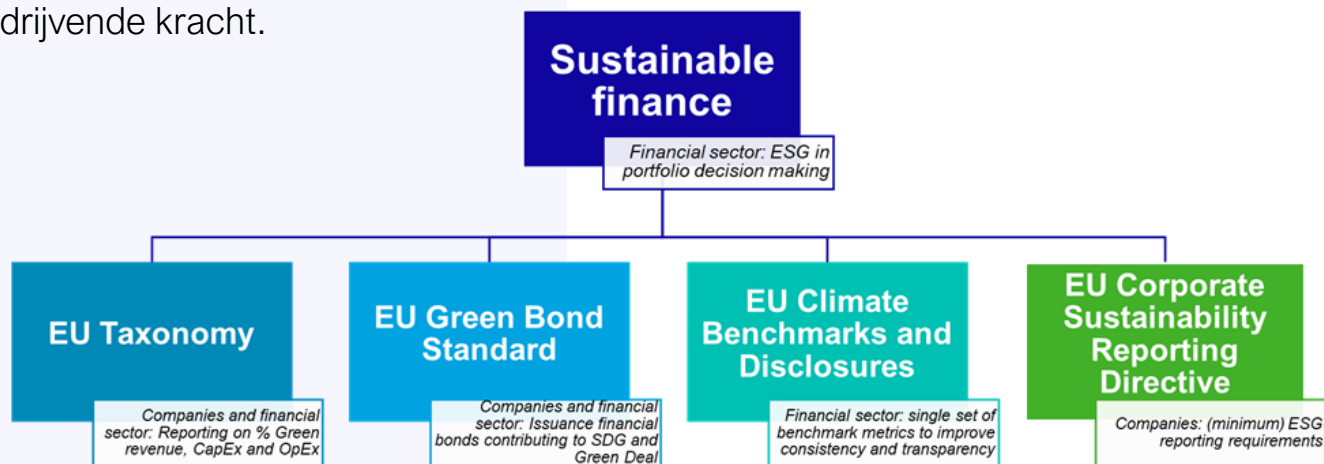 drijvende kracht.
Sustainable
finance
Financial sector: ESG in
portfolio decision making
EU Taxonomy
Companies and financial
sector: Reporting on % Green
revenue, CapEx and OpEx
EU Green Bond
Standard
Companies and financial
sector: Issuance financial
bonds contributing to SDG and
Green Deal
EU Climate
Benchmarks and
Disclosures
Financial sector: single set of
benchmark metrics to improve
consistency and transparency
EU Corporate
Sustainability
Reporting
Directive
Companies: (minimum) ESG
reporting requirements